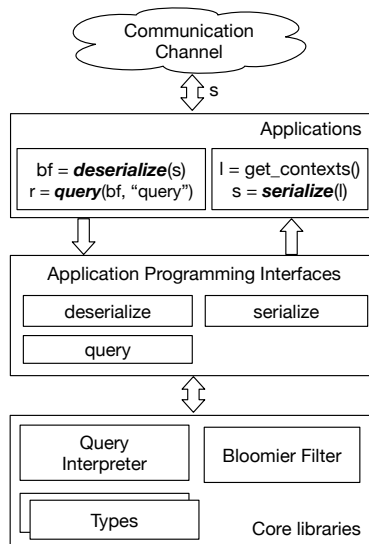 Communication
Channel
s
Applications
bf = deserialize(s)
r = query(bf, “query”)
l = get_contexts()
s = serialize(l)
Application Programming Interfaces
deserialize
serialize
query
Query
Interpreter
Bloomier Filter
Types
Core libraries